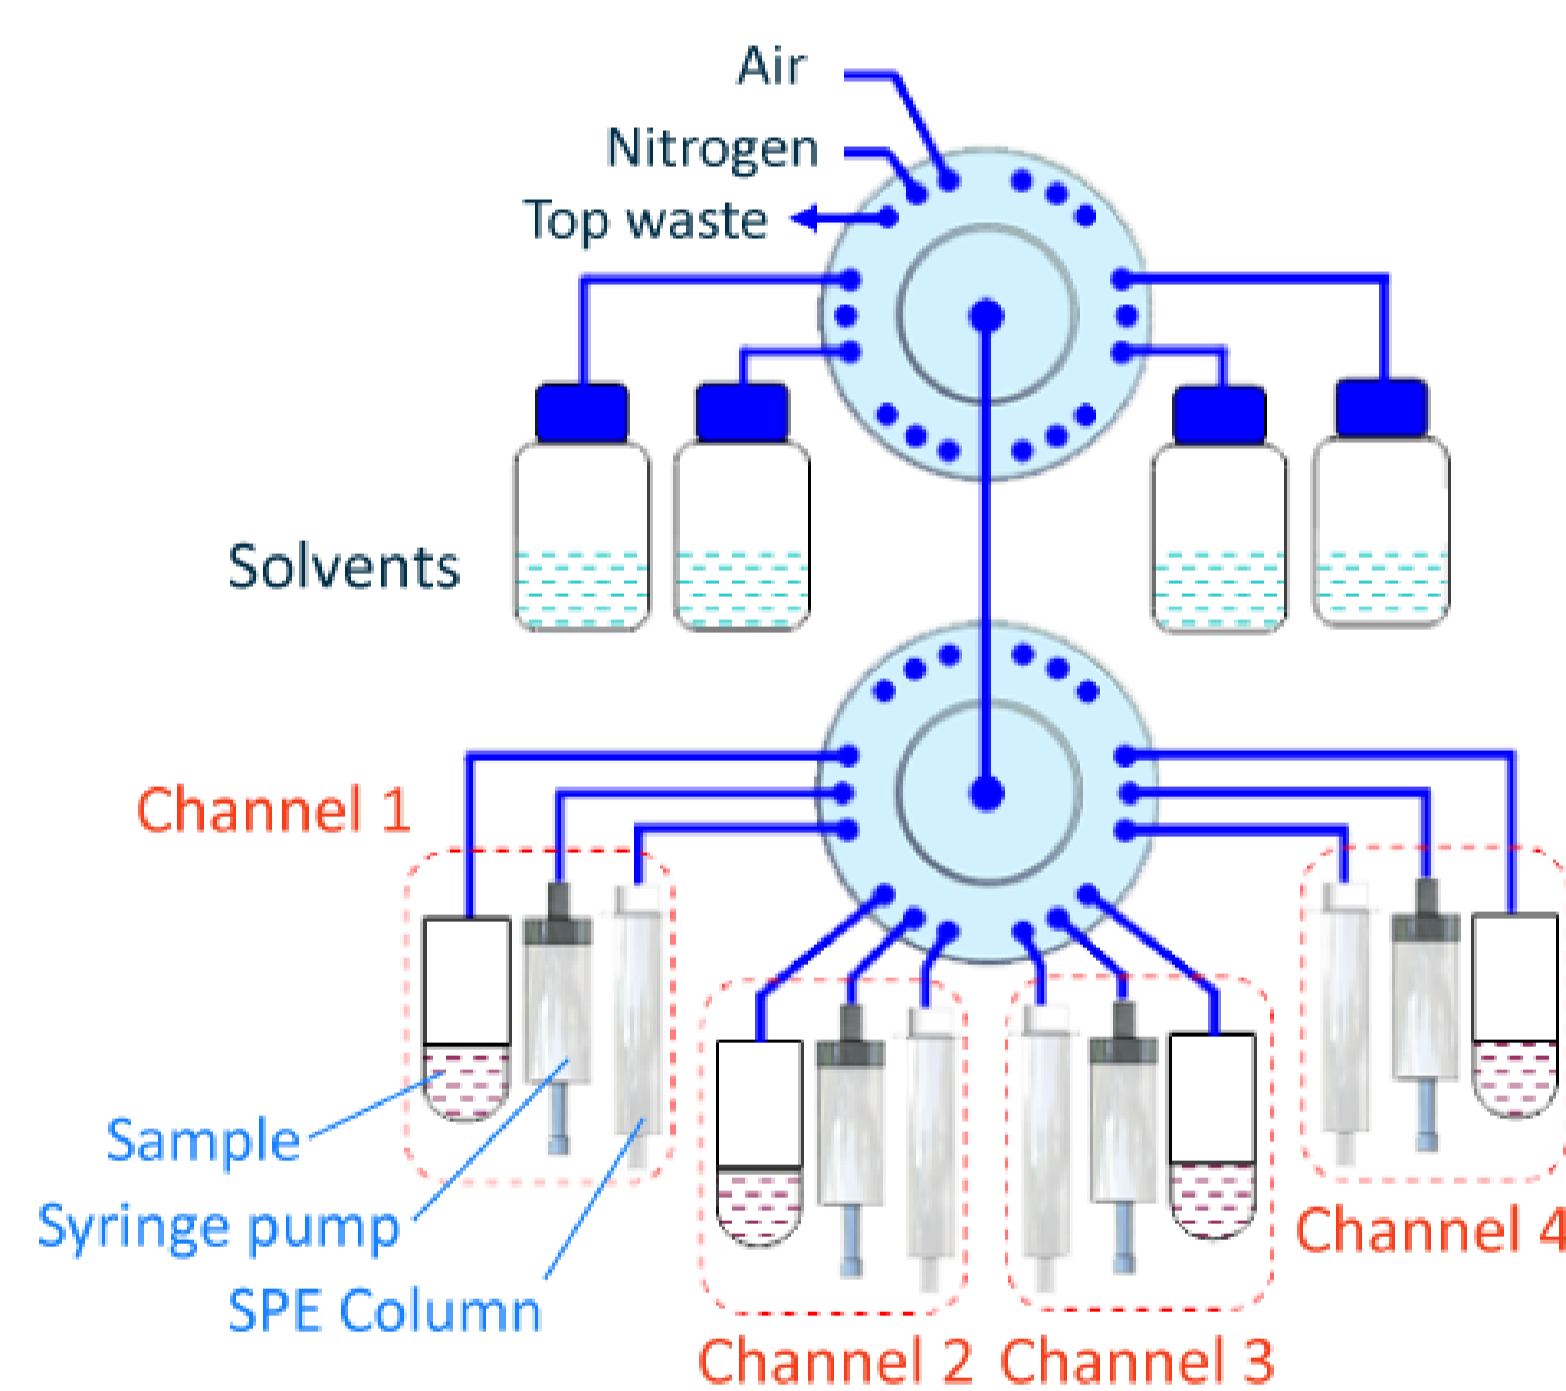 Air
Nitrogen
Top waste
Solvents
Channel 1
Sample
Syringe pump
SPE Column
Channel 2
Channel 3
Channel 4